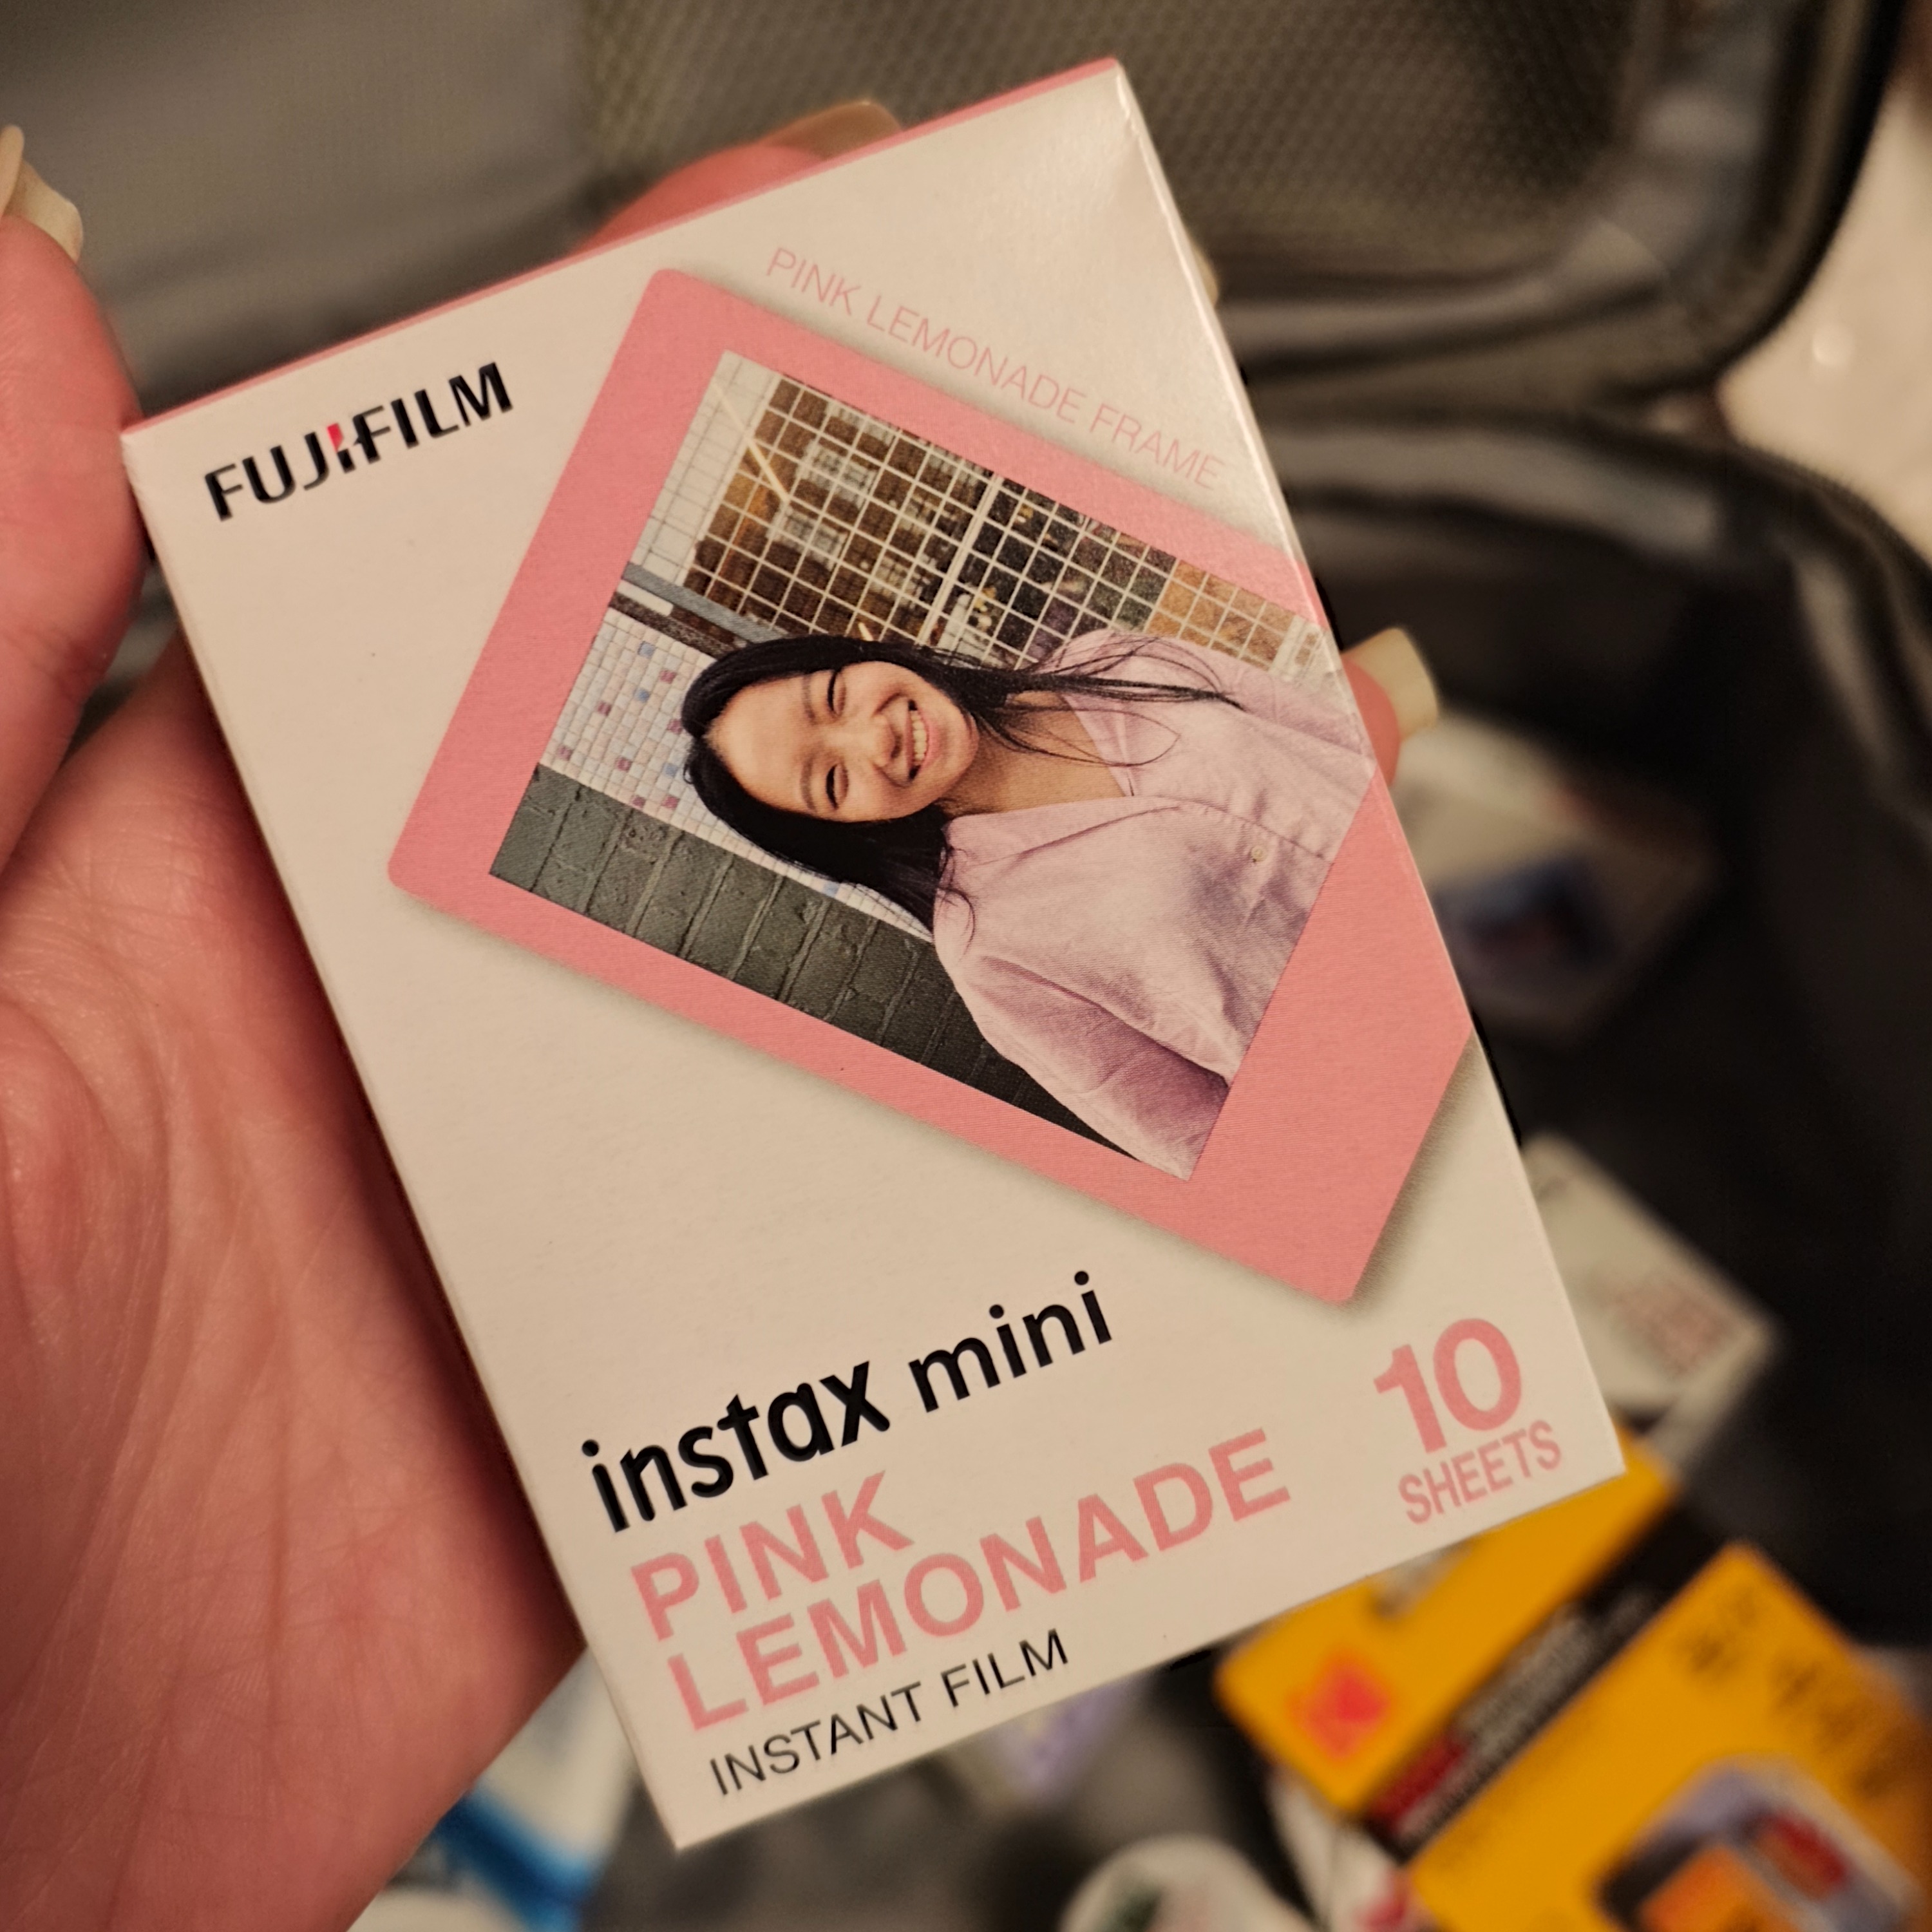 FUJIFILM
PINK LEMONADE FRAME
instax mini
PINK
LEMONADE
INSTANT FILM
10
SHEETS